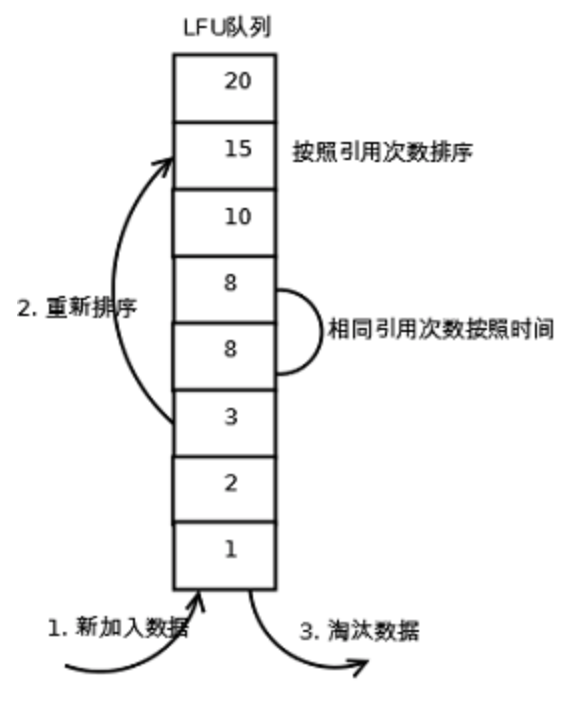 LFU队列
20
15
按照引用次数排序
10
8
2. 重新排序
相同引用次数按照时间
8
3
2
1
1. 新加入数据
3. 淘汰数据